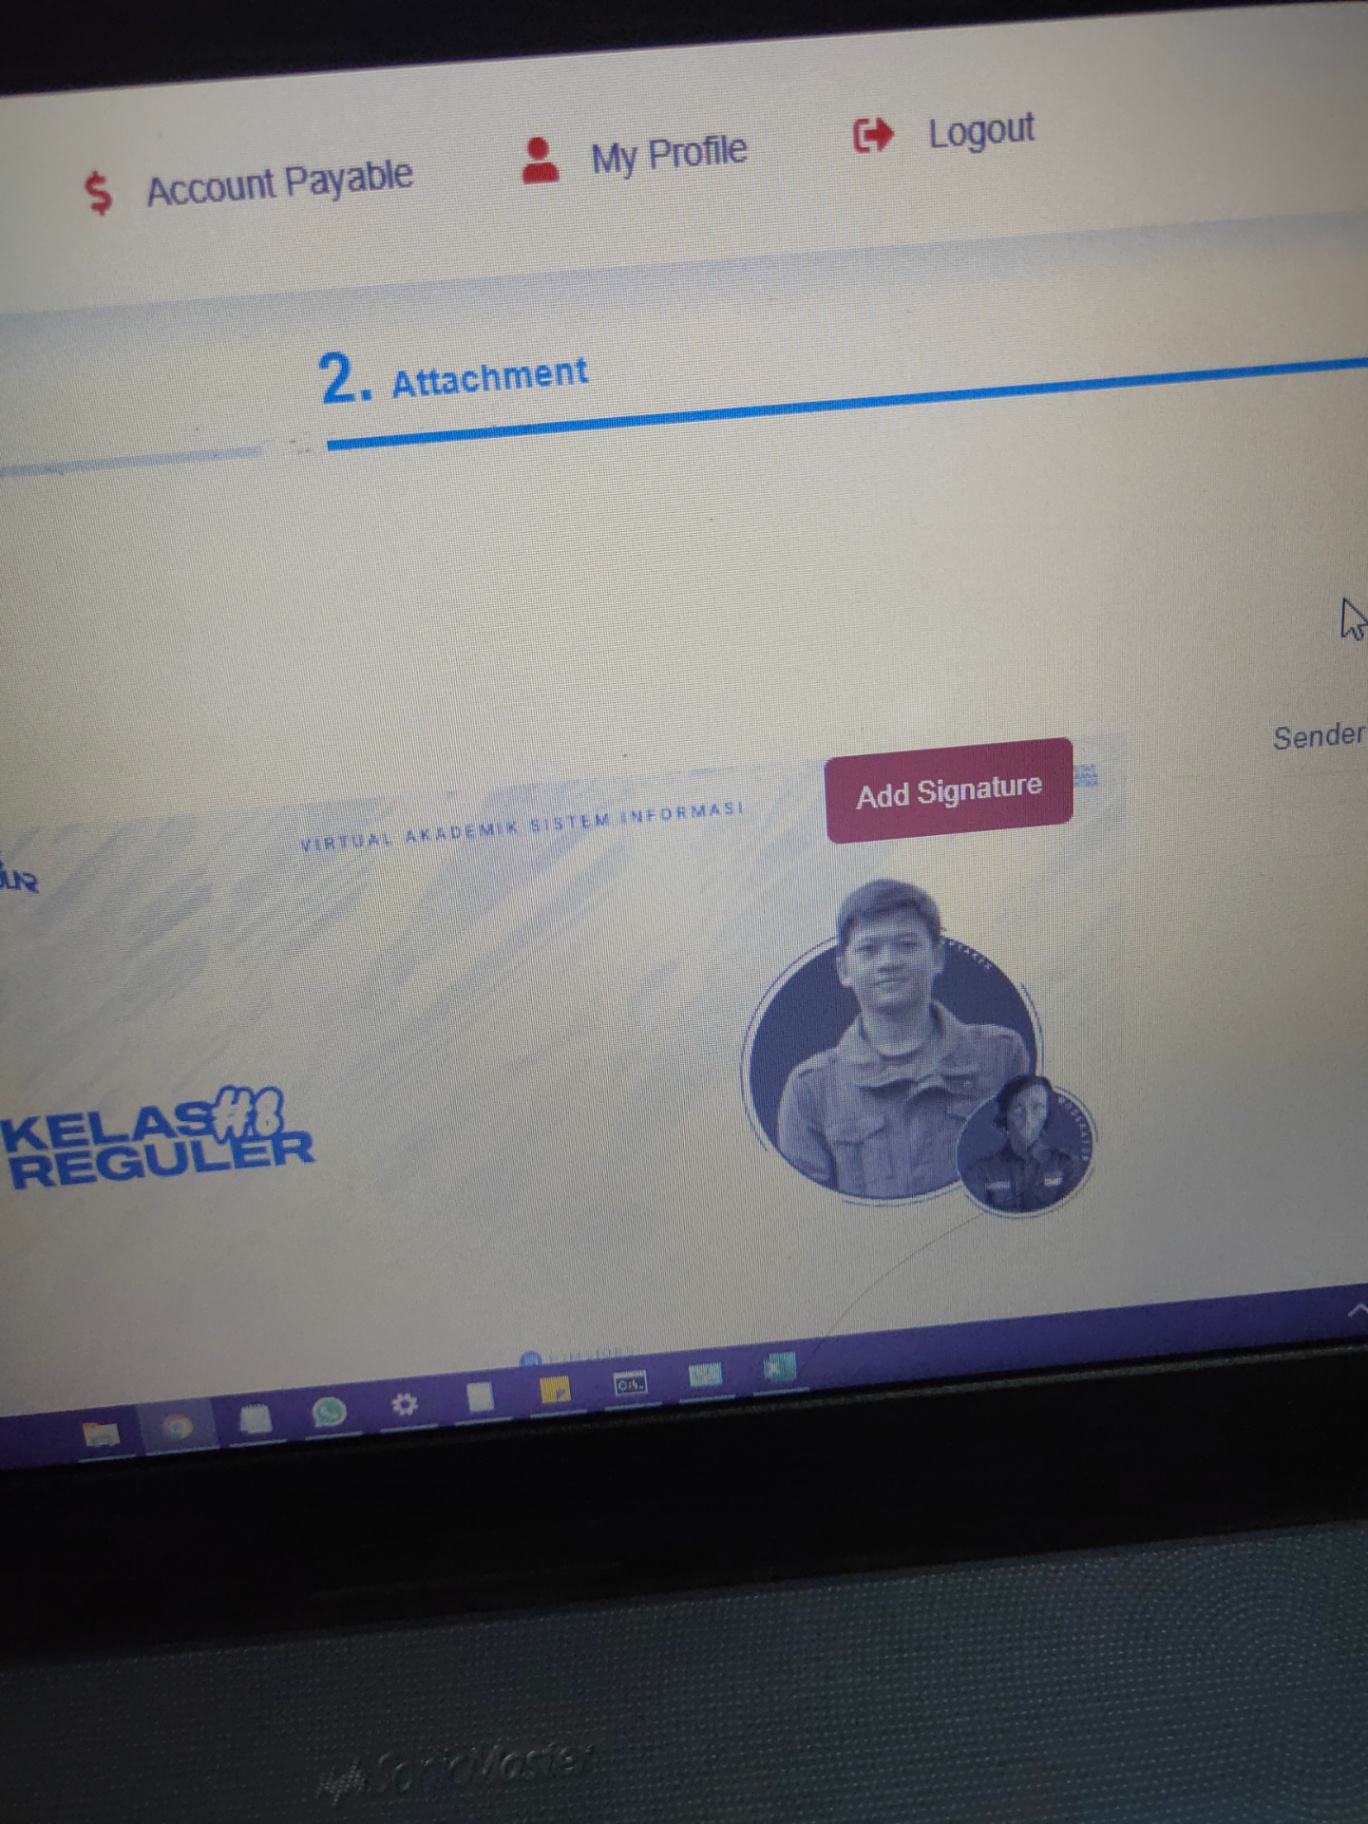 $ Account Payable
My Profile
Logout
2. Attachment
Sender
Add Signature
VIRTUAL AKADEMIK SISTEM INFORMASI
KELAS #8
REGULER
SonicMaster